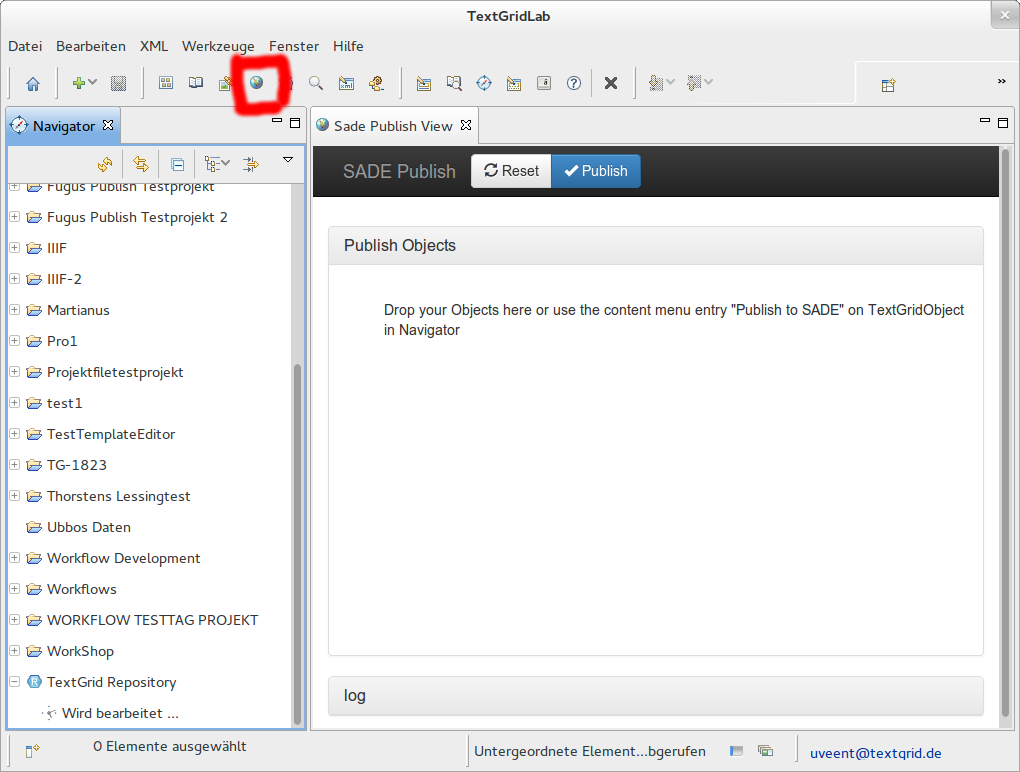 TextGridLab
Datei Bearbeiten XML Werkzeuge Fenster Hilfe
Navigator
Sade Publish View
SADE Publish Reset Publish
Fugus Publish Testprojekt
Fugus Publish Testprojekt 2
IIIF
IIIF-2
Martianus
Pro1
Projektfiletestprojekt
test1
TestTemplateEditor
TG-1823
Thorstens Lessingtest
Ubbos Daten
Workflow Development
Workflows
WORKFLOW TESTTAG PROJEKT
WorkShop
TextGrid Repository
Wird bearbeitet ...
Publish Objects
Drop your Objects here or use the content menu entry "Publish to SADE" on TextGridObject
in Navigator
log
0 Elemente ausgewählt
Untergeordnete Element...bgerufen
uveent@textgrid.de